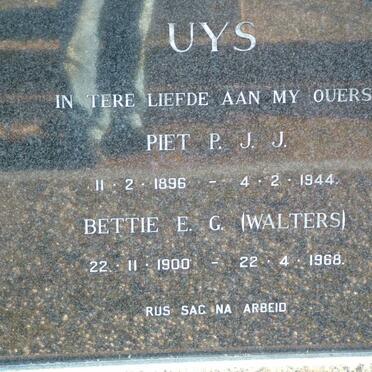 UYS
IN TERE LIEFDE AAN MY OUERS
PIET P. J. J.
11 · 2 · 1896 - 4 · 2 · 1944.
BETTIE E. G. (WALTERS)
22 · 11 · 1900 - 22 · 4 · 1968.
RUS SAG NA ARBEID